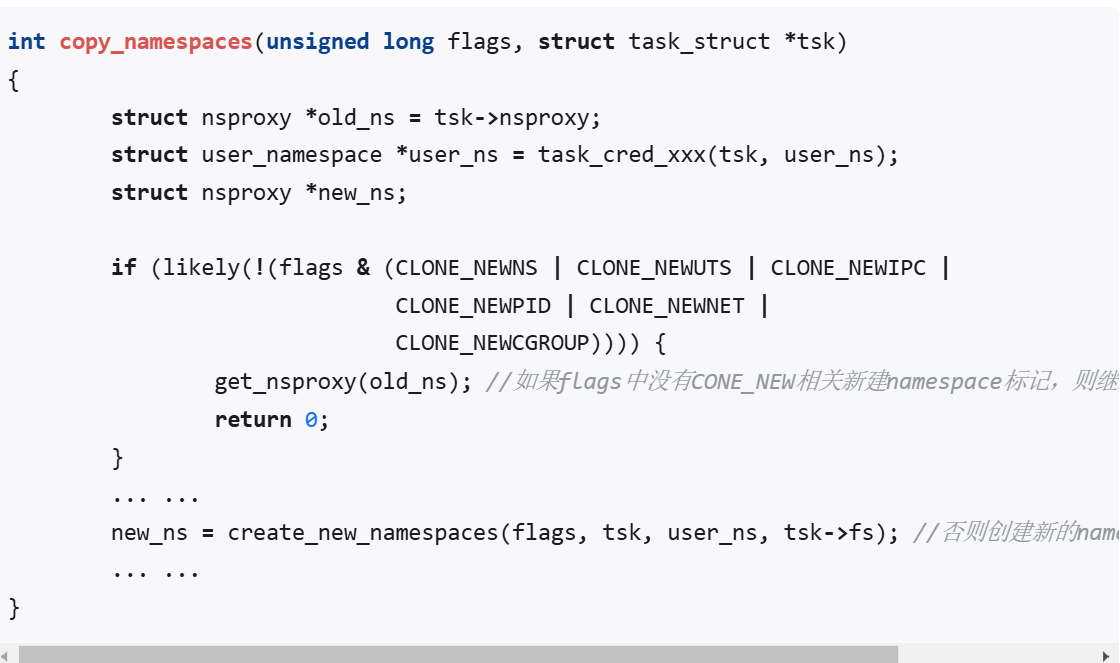 int copy_namespaces(unsigned long flags, struct task_struct *tsk)
{
        struct nsproxy *old_ns = tsk->nsproxy;
        struct user_namespace *user_ns = task_cred_xxx(tsk, user_ns);
        struct nsproxy *new_ns;

        if (likely(!(flags & (CLONE_NEWNS | CLONE_NEWUTS | CLONE_NEWIPC |
                              CLONE_NEWPID | CLONE_NEWNET |
                              CLONE_NEWCGROUP)))) {
                get_nsproxy(old_ns); //如果flags中没有CONE_NEW相关新建namespace标记，则继
                return 0;
        }
        ... ...
        new_ns = create_new_namespaces(flags, tsk, user_ns, tsk->fs); //否则创建新的name
        ... ...
}